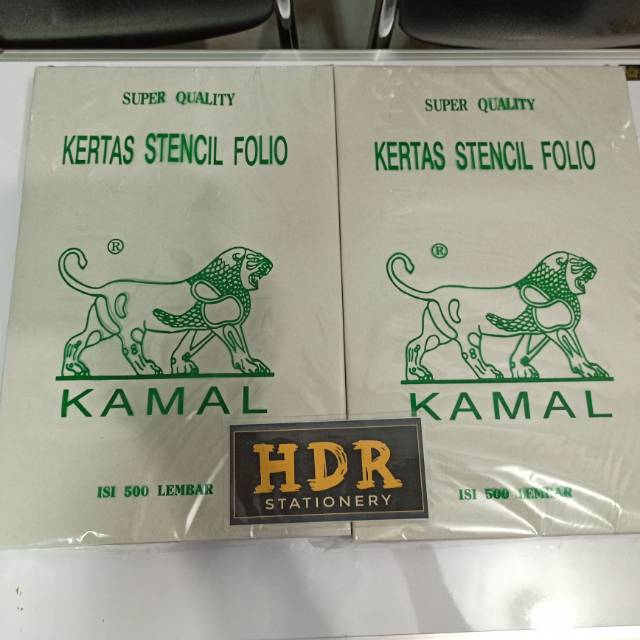 SUPER QUALITY
KERTAS STENCIL FOLIO
®
KAMAL
ISI 500 LEMBAR
SUPER QUALITY
KERTAS STENCIL FOLIO
®
KAMAL
ISI 500 LEMBAR
HDR
STATIONERY